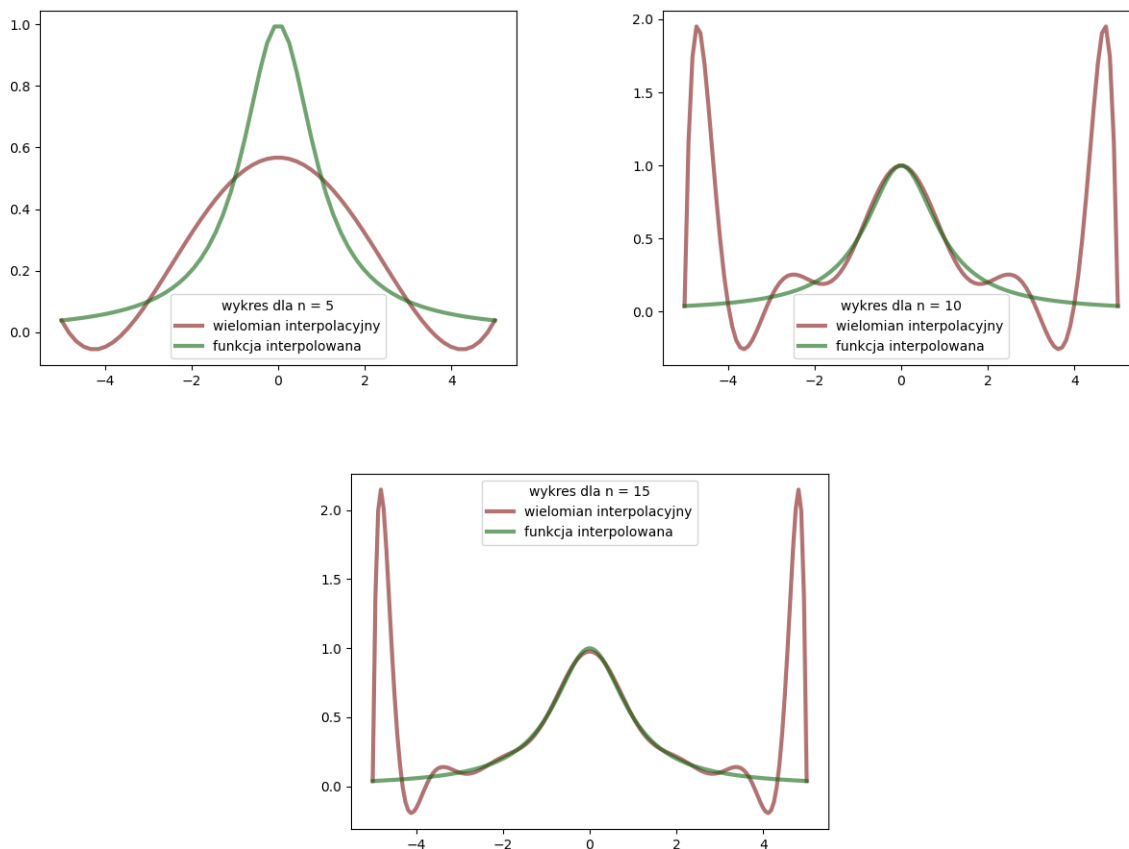 1.0
0.8
0.6
0.4
0.2
0.0
−4 −2 0 2 4
wykres dla n = 5
wielomian interpolacyjny
funkcja interpolowana
2.0
1.5
1.0
0.5
0.0
−4 −2 0 2 4
wykres dla n = 10
wielomian interpolacyjny
funkcja interpolowana
2.0
1.5
1.0
0.5
0.0
−4 −2 0 2 4
wykres dla n = 15
wielomian interpolacyjny
funkcja interpolowana